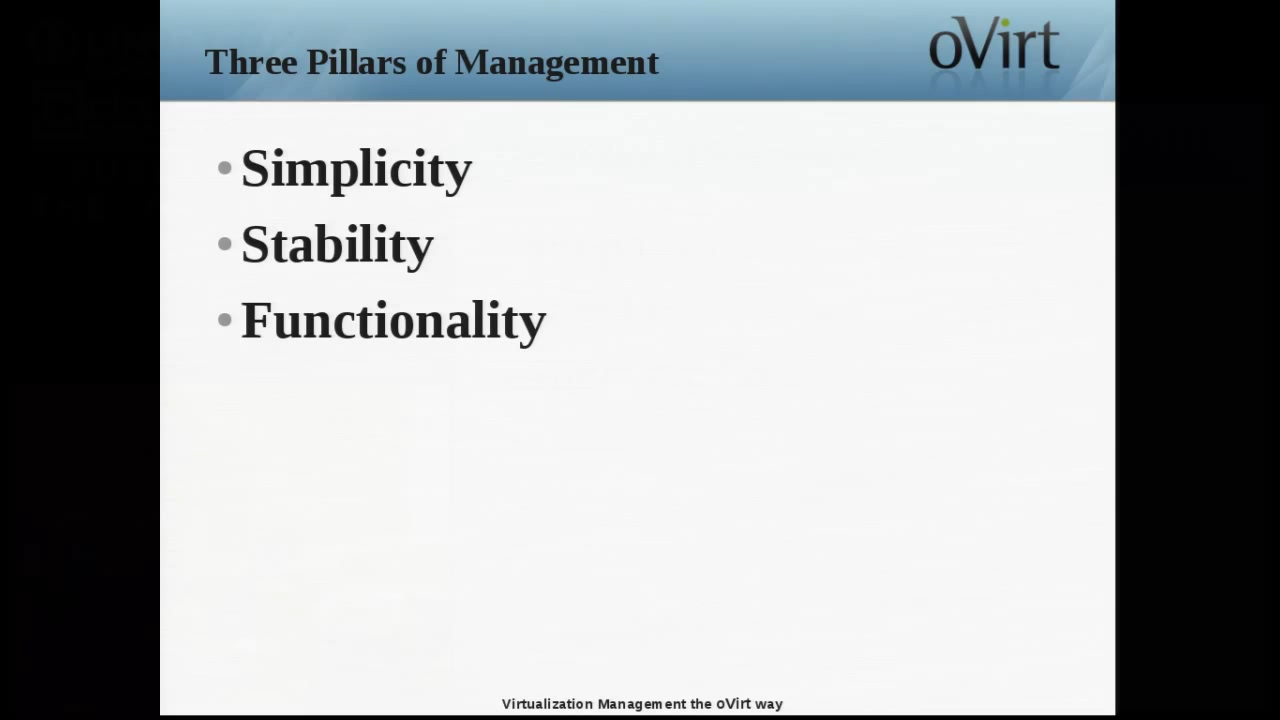 Three Pillars of Management
oVirt
• Simplicity
• Stability
• Functionality
Virtualization Management the oVirt way